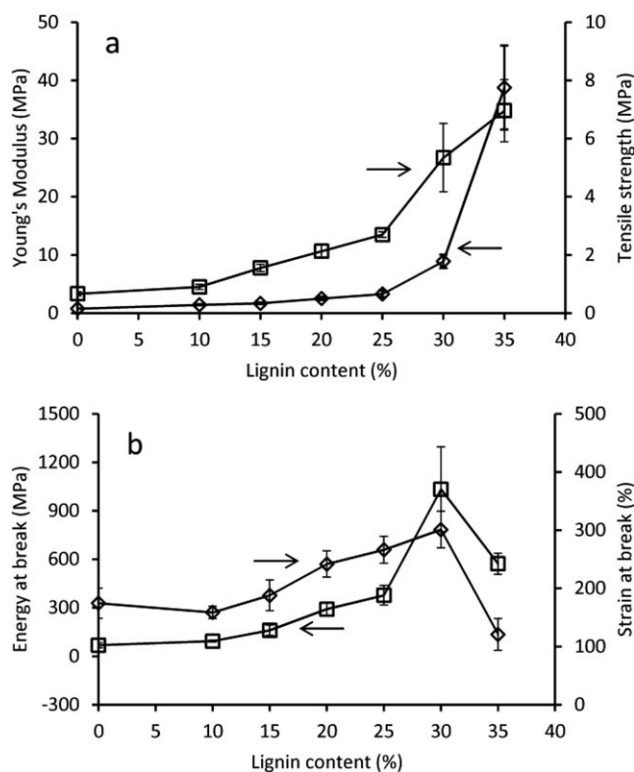 a
Young's Modulus (MPa)
50
40
30
20
10
0
Tensile strength (MPa)
10
8
6
4
2
0
0 5 10 15 20 25 30 35 40
Lignin content (%)
b
Energy at break (MPa)
1500
1200
900
600
300
0
-300
Strain at break (%)
500
400
300
200
100
0
0 5 10 15 20 25 30 35 40
Lignin content (%)